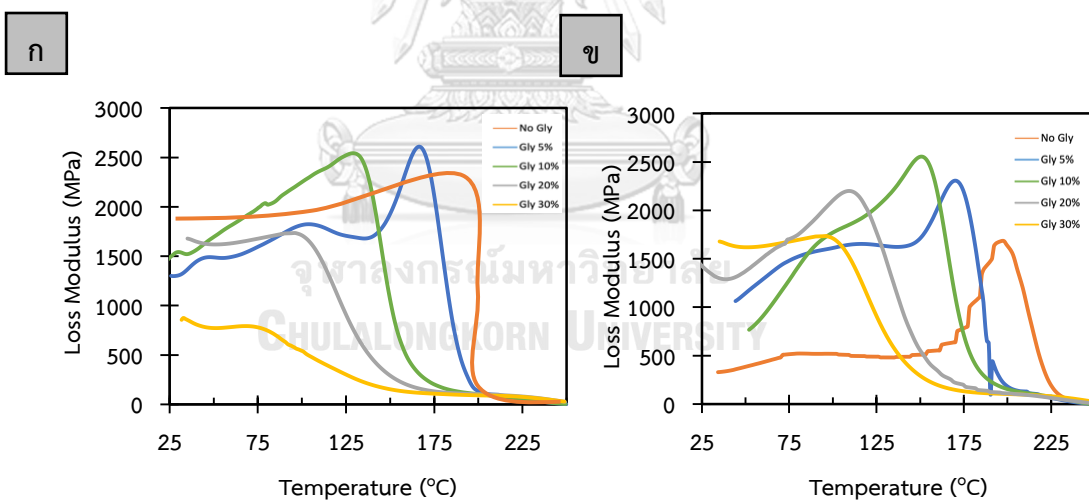 ก
ข
3000
2500
2000
1500
1000
500
0
Loss Modulus (MPa)
25
75
125
175
225
Temperature (°C)
No Gly
Gly 5%
Gly 10%
Gly 20%
Gly 30%
3000
2500
2000
1500
1000
500
0
Loss Modulus (MPa)
25
75
125
175
225
Temperature (°C)
No Gly
Gly 5%
Gly 10%
Gly 20%
Gly 30%
จุฬาลงกรณ์มหาวิทยาลัย
CHULALONGKORN UNIVERSITY